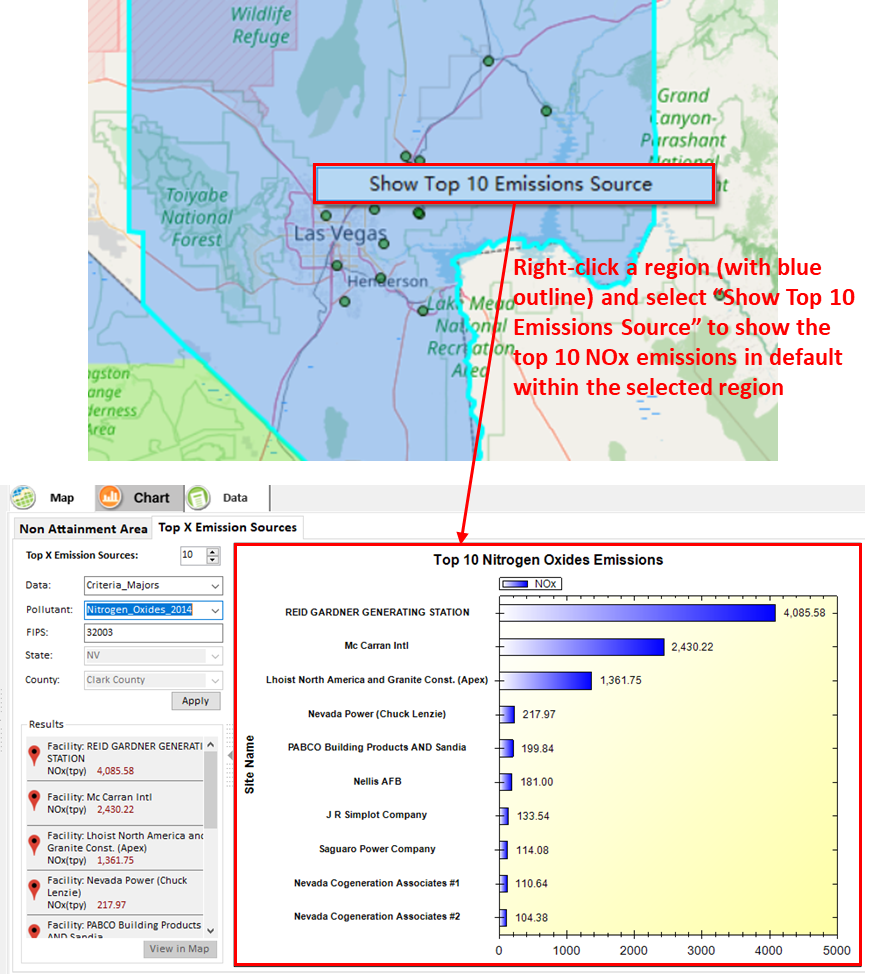 Wildlife
Refuge
Grand
Canyon-
Parashant
National
Show Top 10 Emissions Source
Toiyabe
National
Forest
Las Vegas
Henderson
Lake Mead
National
Recreation
Area
Right-click a region (with blue
outline) and select “Show Top 10
Emissions Source” to show the
top 10 NOx emissions in default
within the selected region
ngston
ange
derness
Area
Map
Chart
Data
Non Attainment Area
Top X Emission Sources
Top X Emission Sources:
10
Data:
Criteria_Majors
Pollutant:
Nitrogen_Oxides_2014
FIPS:
32003
State:
NV
County:
Clark County
Apply
Results
Facility: REID GARDNER GENERATI
STATION
NOx(tpy) 4,085.58
Facility: Mc Carran Intl
NOx(tpy) 2,430.22
Facility: Lhoist North America and
Granite Const. (Apex)
NOx(tpy) 1,361.75
Facility: Nevada Power (Chuck
Lenzie)
NOx(tpy) 217.97
Facility: PABCO Building Products
AND Sandia
View in Map
Top 10 Nitrogen Oxides Emissions
NOx
Site Name
REID GARDNER GENERATING STATION 4,085.58
Mc Carran Intl 2,430.22
Lhoist North America and Granite Const. (Apex) 1,361.75
Nevada Power (Chuck Lenzie) 217.97
PABCO Building Products AND Sandia 199.84
Nellis AFB 181.00
J R Simplot Company 133.54
Saguaro Power Company 114.08
Nevada Cogeneration Associates #1 110.64
Nevada Cogeneration Associates #2 104.38
0 1000 2000 3000 4000 5000